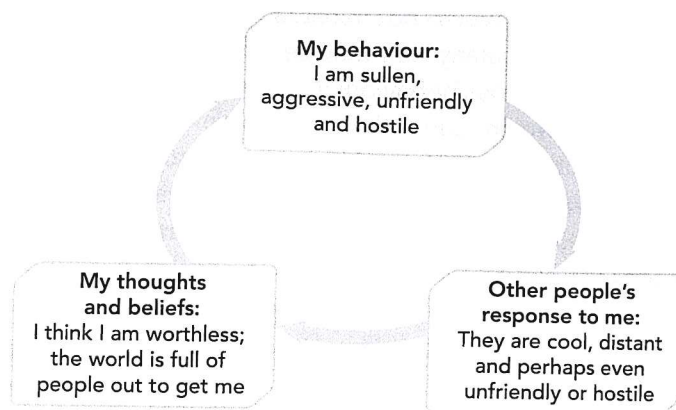 My behaviour:
I am sullen,
aggressive, unfriendly
and hostile
Other people's
response to me:
They are cool, distant
and perhaps even
unfriendly or hostile
My thoughts
and beliefs:
I think I am worthless;
the world is full of
people out to get me